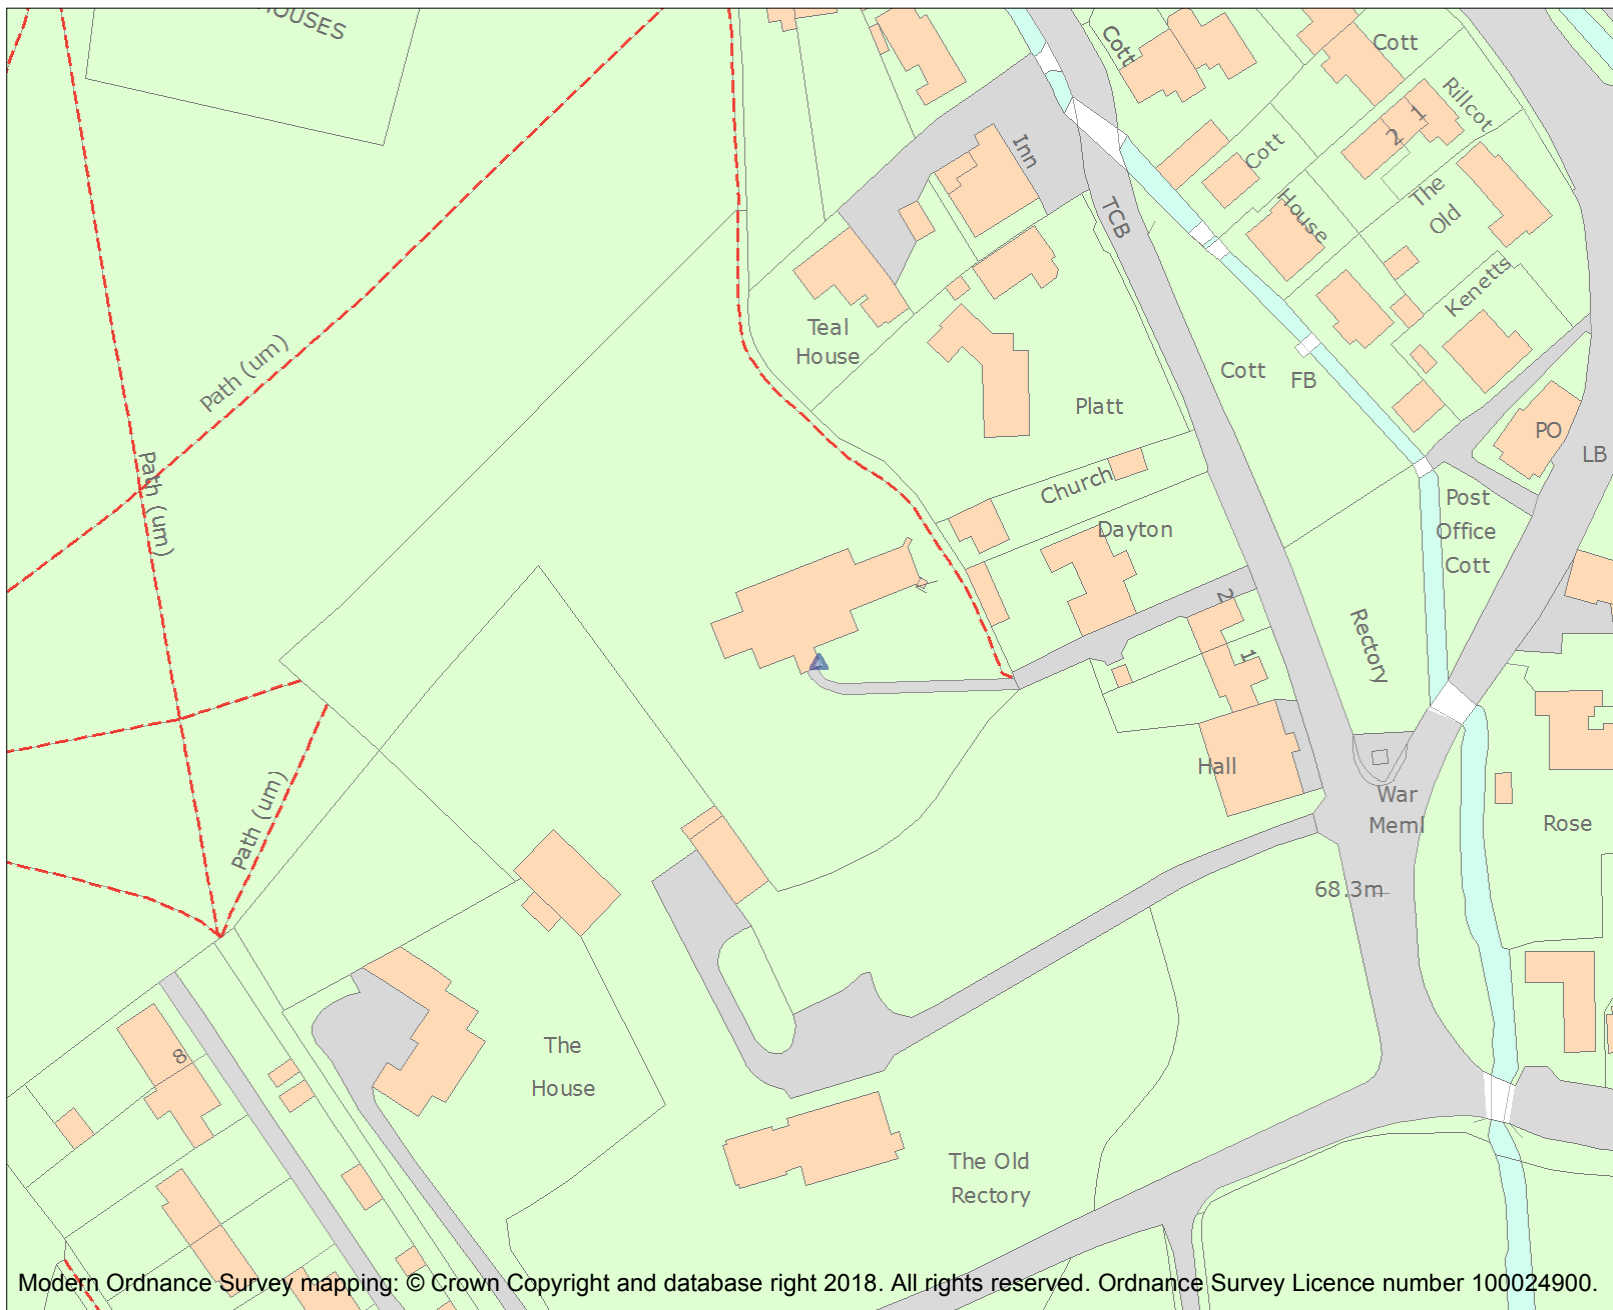 HOUSES
Cott
Cott
Rillcot
1
2
Inn
Cott
The
Old
House
TCB
Kenetts
Teal
House
Path (um)
Cott
FB
Platt
PO
LB
Path (um)
Church
Post
Office
Cott
Dayton
2
Rectory
1
Hall
War
Meml
Path (um)
Rose
68.3m
The
House
8
The Old
Rectory
Modern Ordnance Survey mapping: © Crown Copyright and database right 2018. All rights reserved. Ordnance Survey Licence number 100024900.